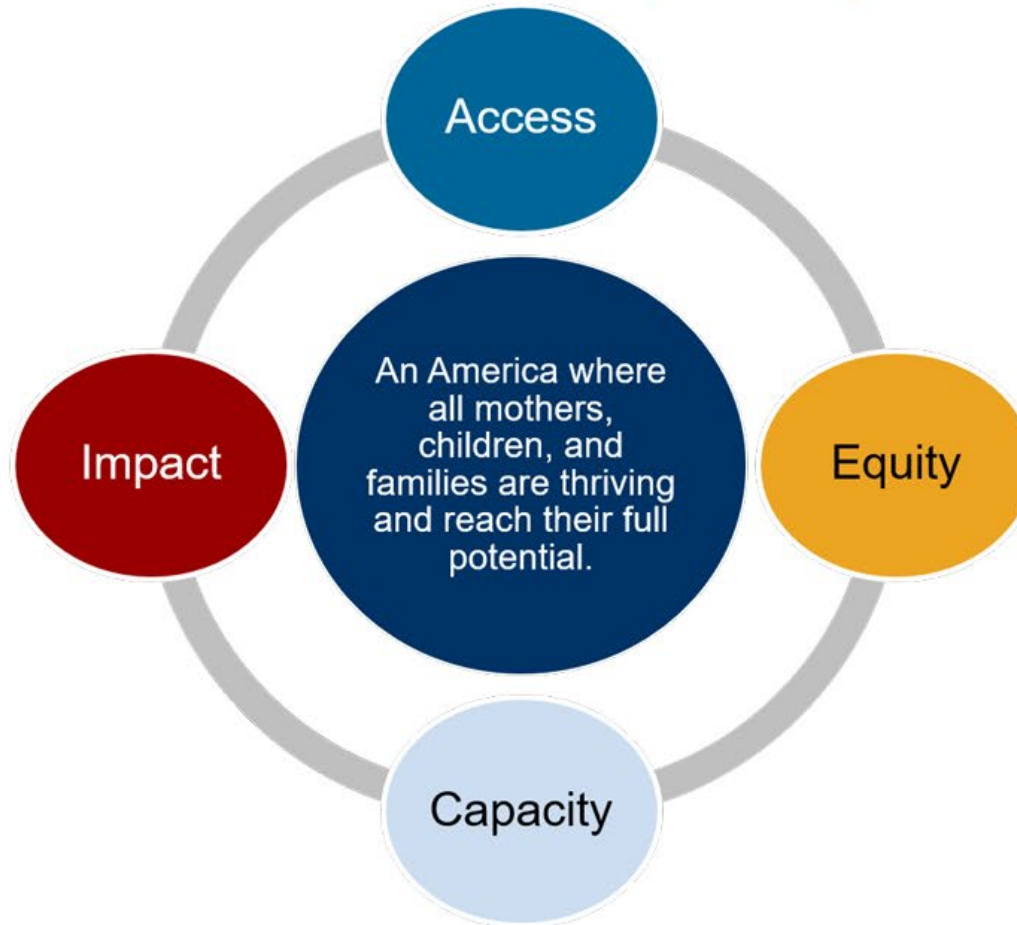 Access
An America where
all mothers,
children, and
families are thriving
and reach their full
potential.
Impact
Equity
Capacity